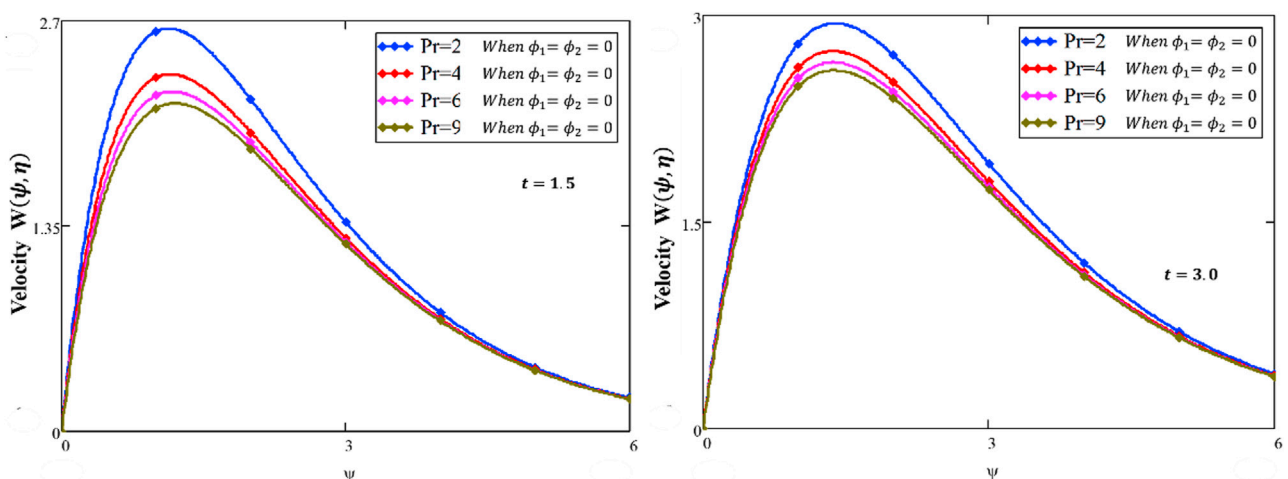 2.7
Pr=2 When ϕ₁= ϕ₂ = 0
Pr=4 When ϕ₁= ϕ₂ = 0
Pr=6 When ϕ₁= ϕ₂ = 0
Pr=9 When ϕ₁= ϕ₂ = 0
t = 1.5
Velocity W(ψ, η)
1.35
0
0
3
6
ψ
3
Pr=2 When ϕ₁= ϕ₂ = 0
Pr=4 When ϕ₁= ϕ₂ = 0
Pr=6 When ϕ₁= ϕ₂ = 0
Pr=9 When ϕ₁= ϕ₂ = 0
Velocity W(ψ, η)
1.5
t = 3.0
0
0
3
6
ψ